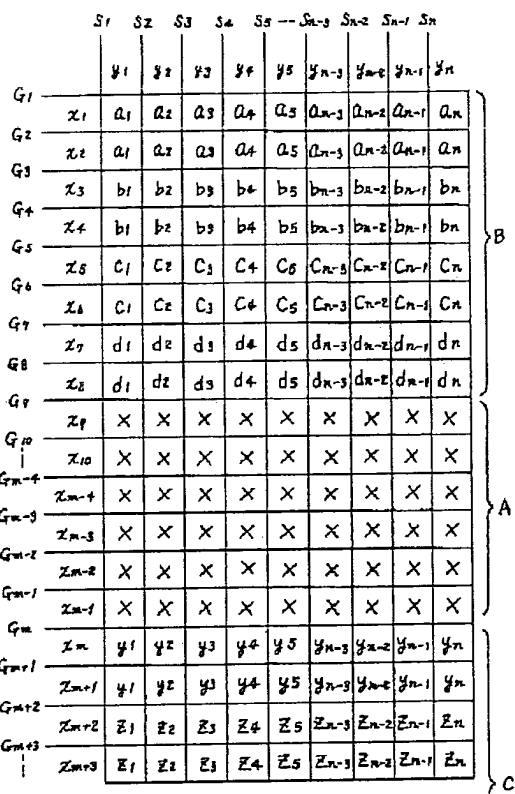 S1 S2 S3 S4 S5 -- Sn-3 Sn-2 Sn-1 Sn
y1 y2 y3 y4 y5 yn-3 yn-2 yn-1 yn
G1
x1 a1 a2 a3 a4 a5 an-3 an-2 an-1 an
G2
x2 a1 a2 a3 a4 a5 an-3 an-2 an-1 an
G3
x3 b1 b2 b3 b4 b5 bn-3 bn-2 bn-1 bn
G4
x4 b1 b2 b3 b4 b5 bn-3 bn-2 bn-1 bn
B
G5
x5 C1 C2 C3 C4 C5 Cn-3 Cn-2 Cn-1 Cn
G6
x6 C1 C2 C3 C4 C5 Cn-3 Cn-2 Cn-1 Cn
G7
x7 d1 d2 d3 d4 d5 dn-3 dn-2 dn-1 dn
G8
x8 d1 d2 d3 d4 d5 dn-3 dn-2 dn-1 dn
G9
x9 X X X X X X X X X
G10
x10 X X X X X X X X X
Gm-4
xm-4 X X X X X X X X X
A
Gm-3
xm-3 X X X X X X X X X
Gm-2
xm-2 X X X X X X X X X
Gm-1
xm-1 X X X X X X X X X
Gm
xm y1 y2 y3 y4 y5 yn-3 yn-2 yn-1 yn
Gm+1
xm+1 y1 y2 y3 y4 y5 yn-3 yn-2 yn-1 yn
Gm+2
xm+2 Z1 Z2 Z3 Z4 Z5 Zn-3 Zn-2 Zn-1 Zn
Gm+3
xm+3 Z1 Z2 Z3 Z4 Z5 Zn-3 Zn-2 Zn-1 Zn
C